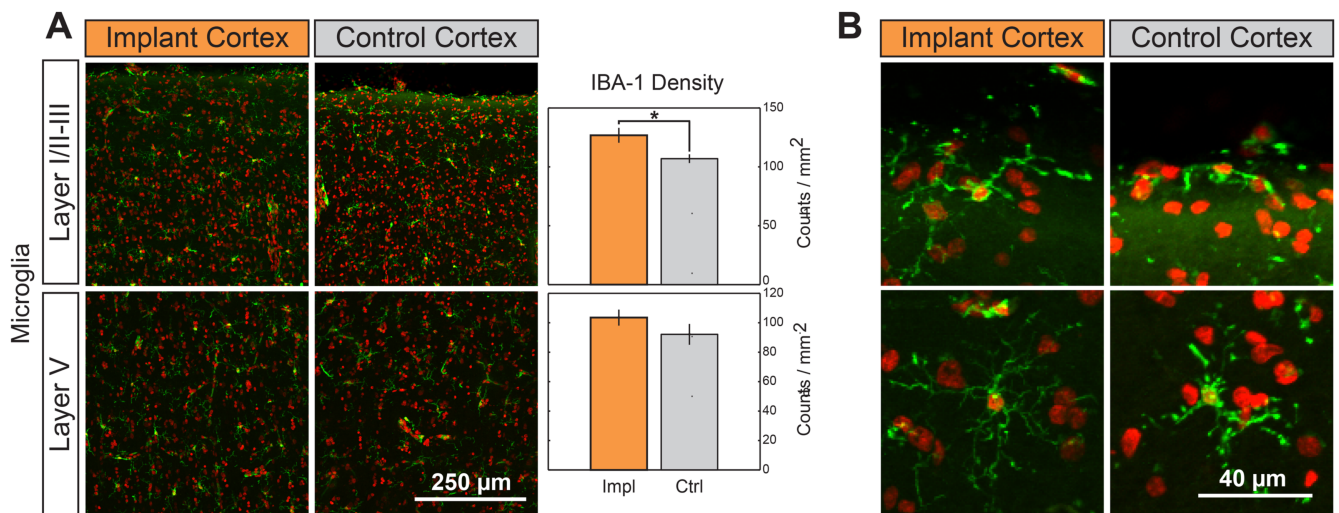 A
Implant Cortex
Control Cortex
B
Implant Cortex
Control Cortex
Microglia
Layer I/II-III
Layer V
IBA-1 Density
*
150
100
50
0
Counts / mm2
120
100
80
60
40
20
0
Counts / mm2
Impl
Ctrl
250 µm
40 µm